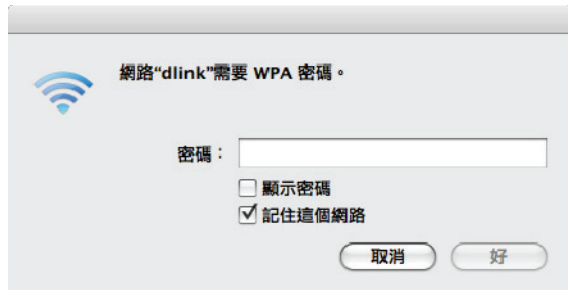 網路“dlink”需要 WPA 密碼。
密碼：
顯示密碼
記住這個網路
取消
好